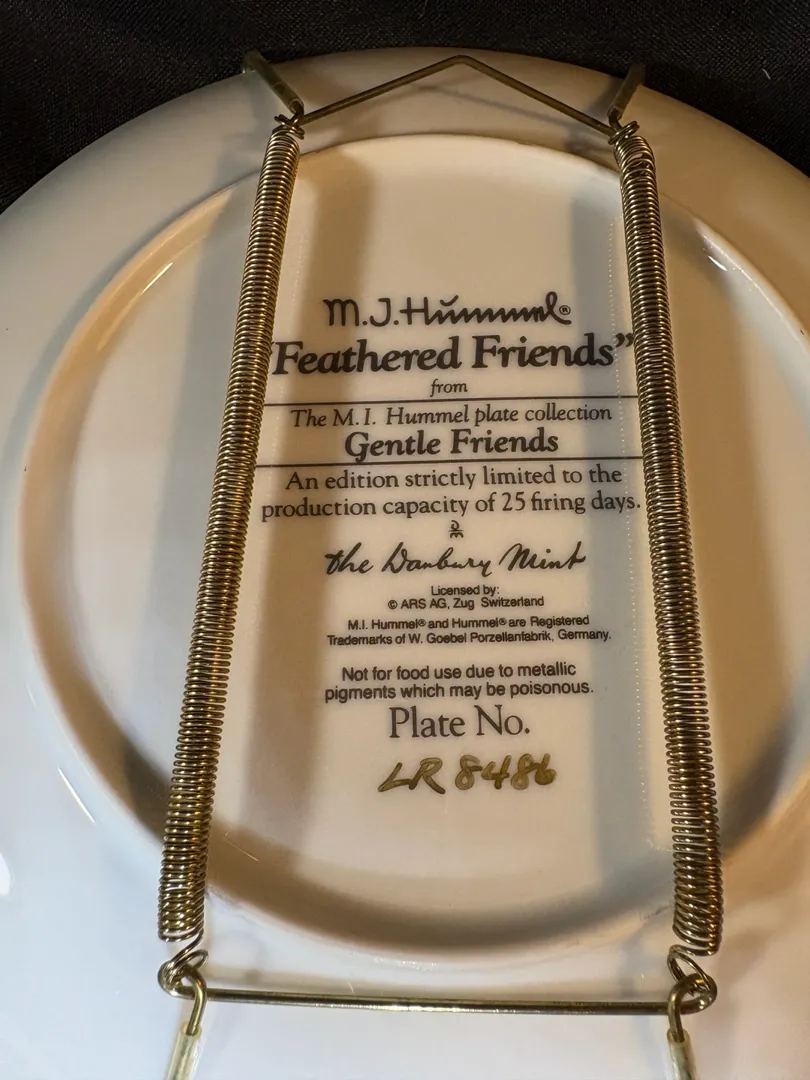 M.J.Hummel®
"Feathered Friends"
from
The M.I. Hummel plate collection
Gentle Friends
An edition strictly limited to the
production capacity of 25 firing days.
the Danbury Mint
Licensed by:
© ARS AG, Zug Switzerland
M.I. Hummel® and Hummel® are Registered
Trademarks of W. Goebel Porzellanfabrik, Germany.
Not for food use due to metallic
pigments which may be poisonous.
Plate No.
LR 8486